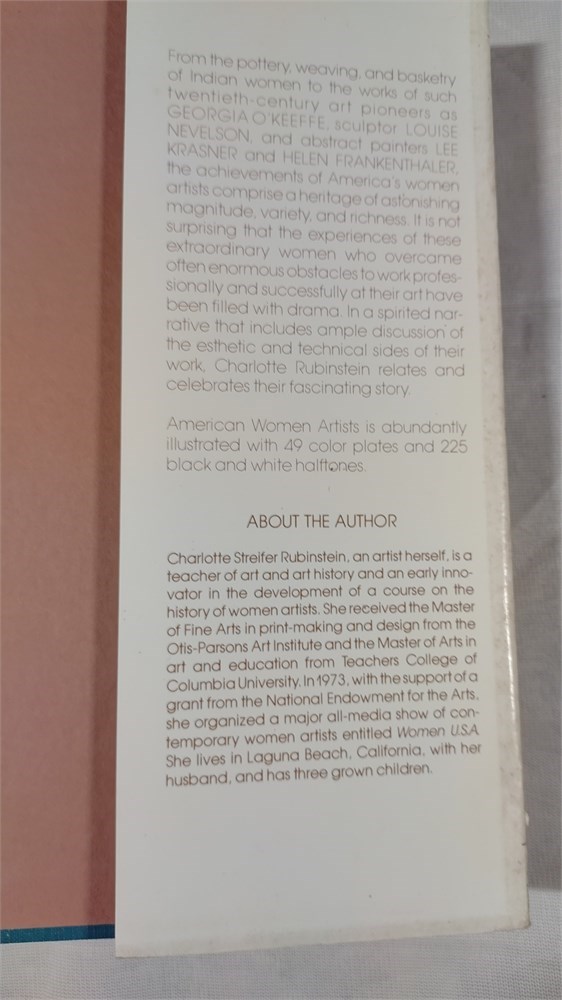 From the pottery, weaving, and basketry
of Indian women to the works of such
twentieth-century art pioneers as
GEORGIA O'KEEFFE, sculptor LOUISE
NEVELSON, and abstract painters LEE
KRASNER and HELEN FRANKENTHALER,
the achievements of America's women
artists comprise a heritage of astonishing
magnitude, variety, and richness. It is not
surprising that the experiences of these
extraordinary women who overcame
often enormous obstacles to work profes-
sionally and successfully at their art have
been filled with drama. In a spirited nar-
rative that includes ample discussion of
the esthetic and technical sides of their
work, Charlotte Rubinstein relates and
celebrates their fascinating story.
American Women Artists is abundantly
illustrated with 49 color plates and 225
black and white halftones.
ABOUT THE AUTHOR
Charlotte Streifer Rubinstein, an artist herself, is a
teacher of art and art history and an early inno-
vator in the development of a course on the
history of women artists. She received the Master
of Fine Arts in print-making and design from the
Otis-Parsons Art Institute and the Master of Arts in
art and education from Teachers College of
Columbia University. In 1973, with the support of a
grant from the National Endowment for the Arts,
she organized a major all-media show of con-
temporary women artists entitled Women U.S.A.
She lives in Laguna Beach, California, with her
husband, and has three grown children.